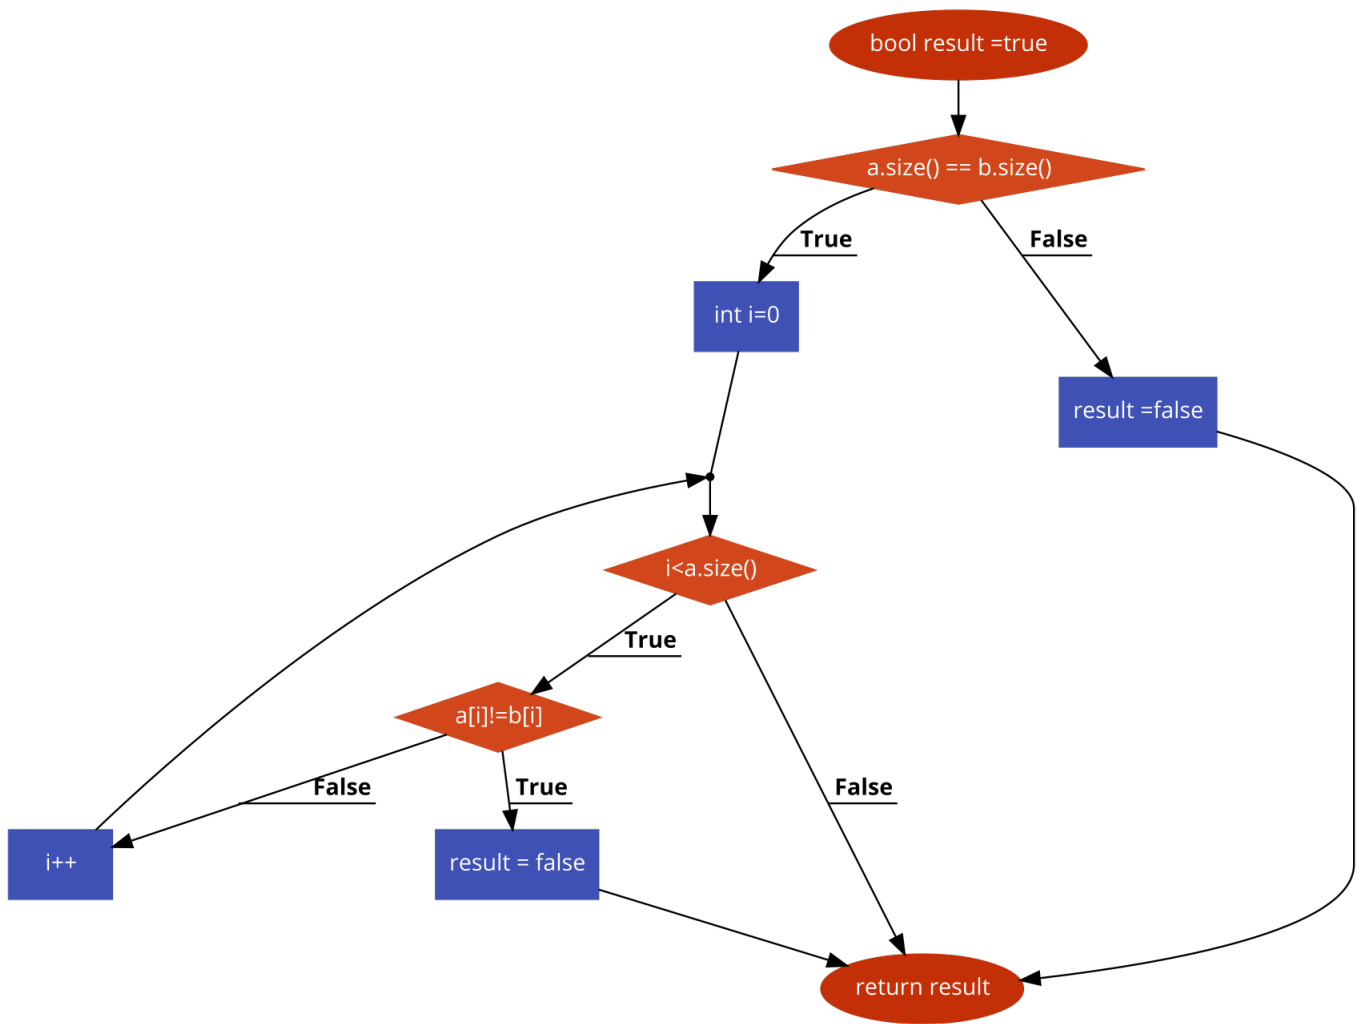 bool result =true
a.size() == b.size()
True
False
int i=0
result =false
i<a.size()
True
a[i]!=b[i]
False
True
False
i++
result = false
return result